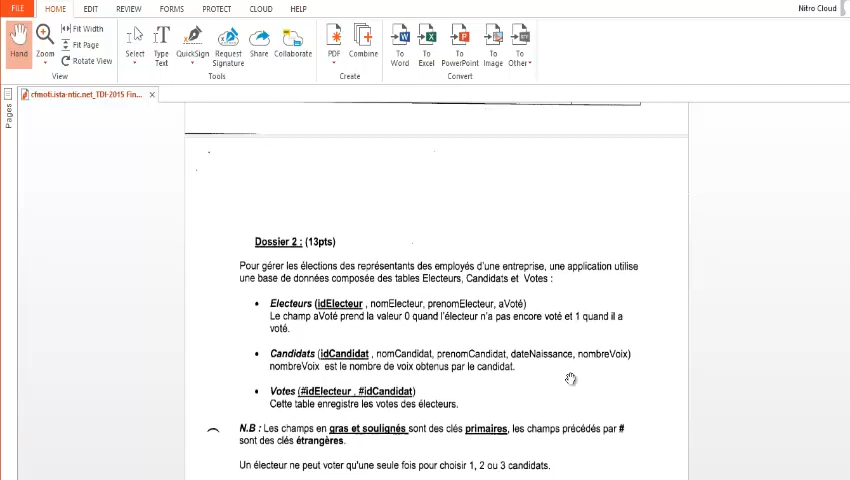 FILE HOME EDIT REVIEW FORMS PROTECT CLOUD HELP Nitro Cloud
Hand Zoom Fit Width Fit Page Rotate View Select Type Text QuickSign Request Signature Share Collaborate PDF Combine To Word To Excel To PowerPoint To Image To Other
View Tools Create Convert
cfmoti.ista-ntic.net_TDI-2015 Fin...
Pages
Dossier 2 : (13pts)
Pour gérer les élections des représentants des employés d'une entreprise, une application utilise
une base de données composée des tables Electeurs, Candidats et Votes :
• Electeurs (idElecteur , nomElecteur, prenomElecteur, aVoté)
Le champ aVoté prend la valeur 0 quand l'électeur n'a pas encore voté et 1 quand il a
voté.
• Candidats (idCandidat , nomCandidat, prenomCandidat, dateNaissance, nombreVoix)
nombreVoix est le nombre de voix obtenus par le candidat.
• Votes (#idElecteur , #idCandidat)
Cette table enregistre les votes des électeurs.
N.B : Les champs en gras et soulignés sont des clés primaires, les champs précédés par #
sont des clés étrangères.
Un électeur ne peut voter qu'une seule fois pour choisir 1, 2 ou 3 candidats.